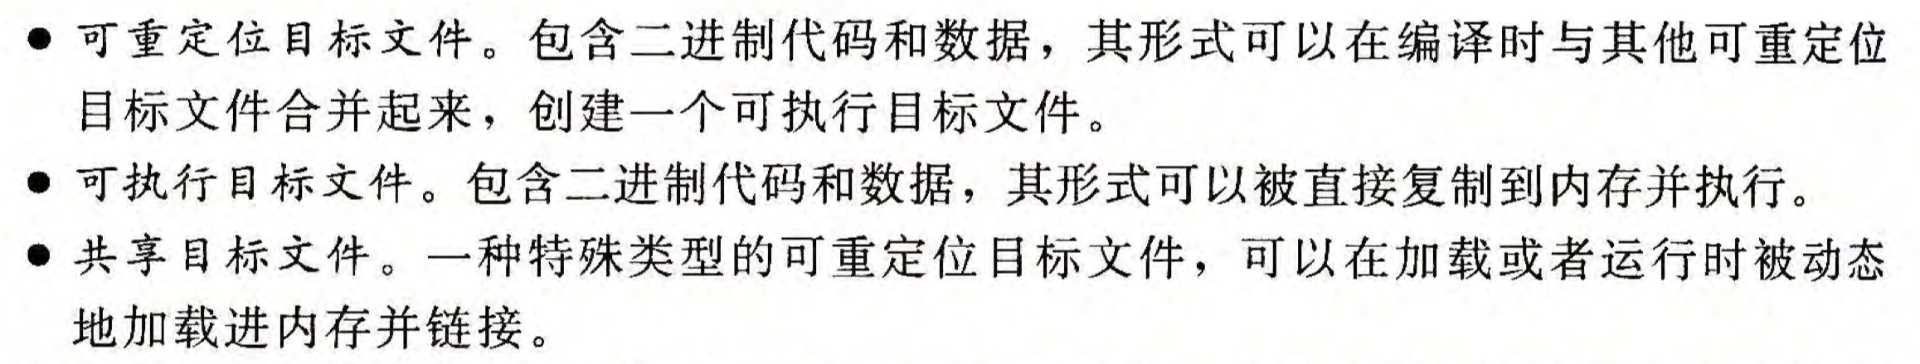 ● 可重定位目标文件。包含二进制代码和数据，其形式可以在编译时与其他可重定位
目标文件合并起来，创建一个可执行目标文件。
● 可执行目标文件。包含二进制代码和数据，其形式可以被直接复制到内存并执行。
● 共享目标文件。一种特殊类型的可重定位目标文件，可以在加载或者运行时被动态
地加载进内存并链接。